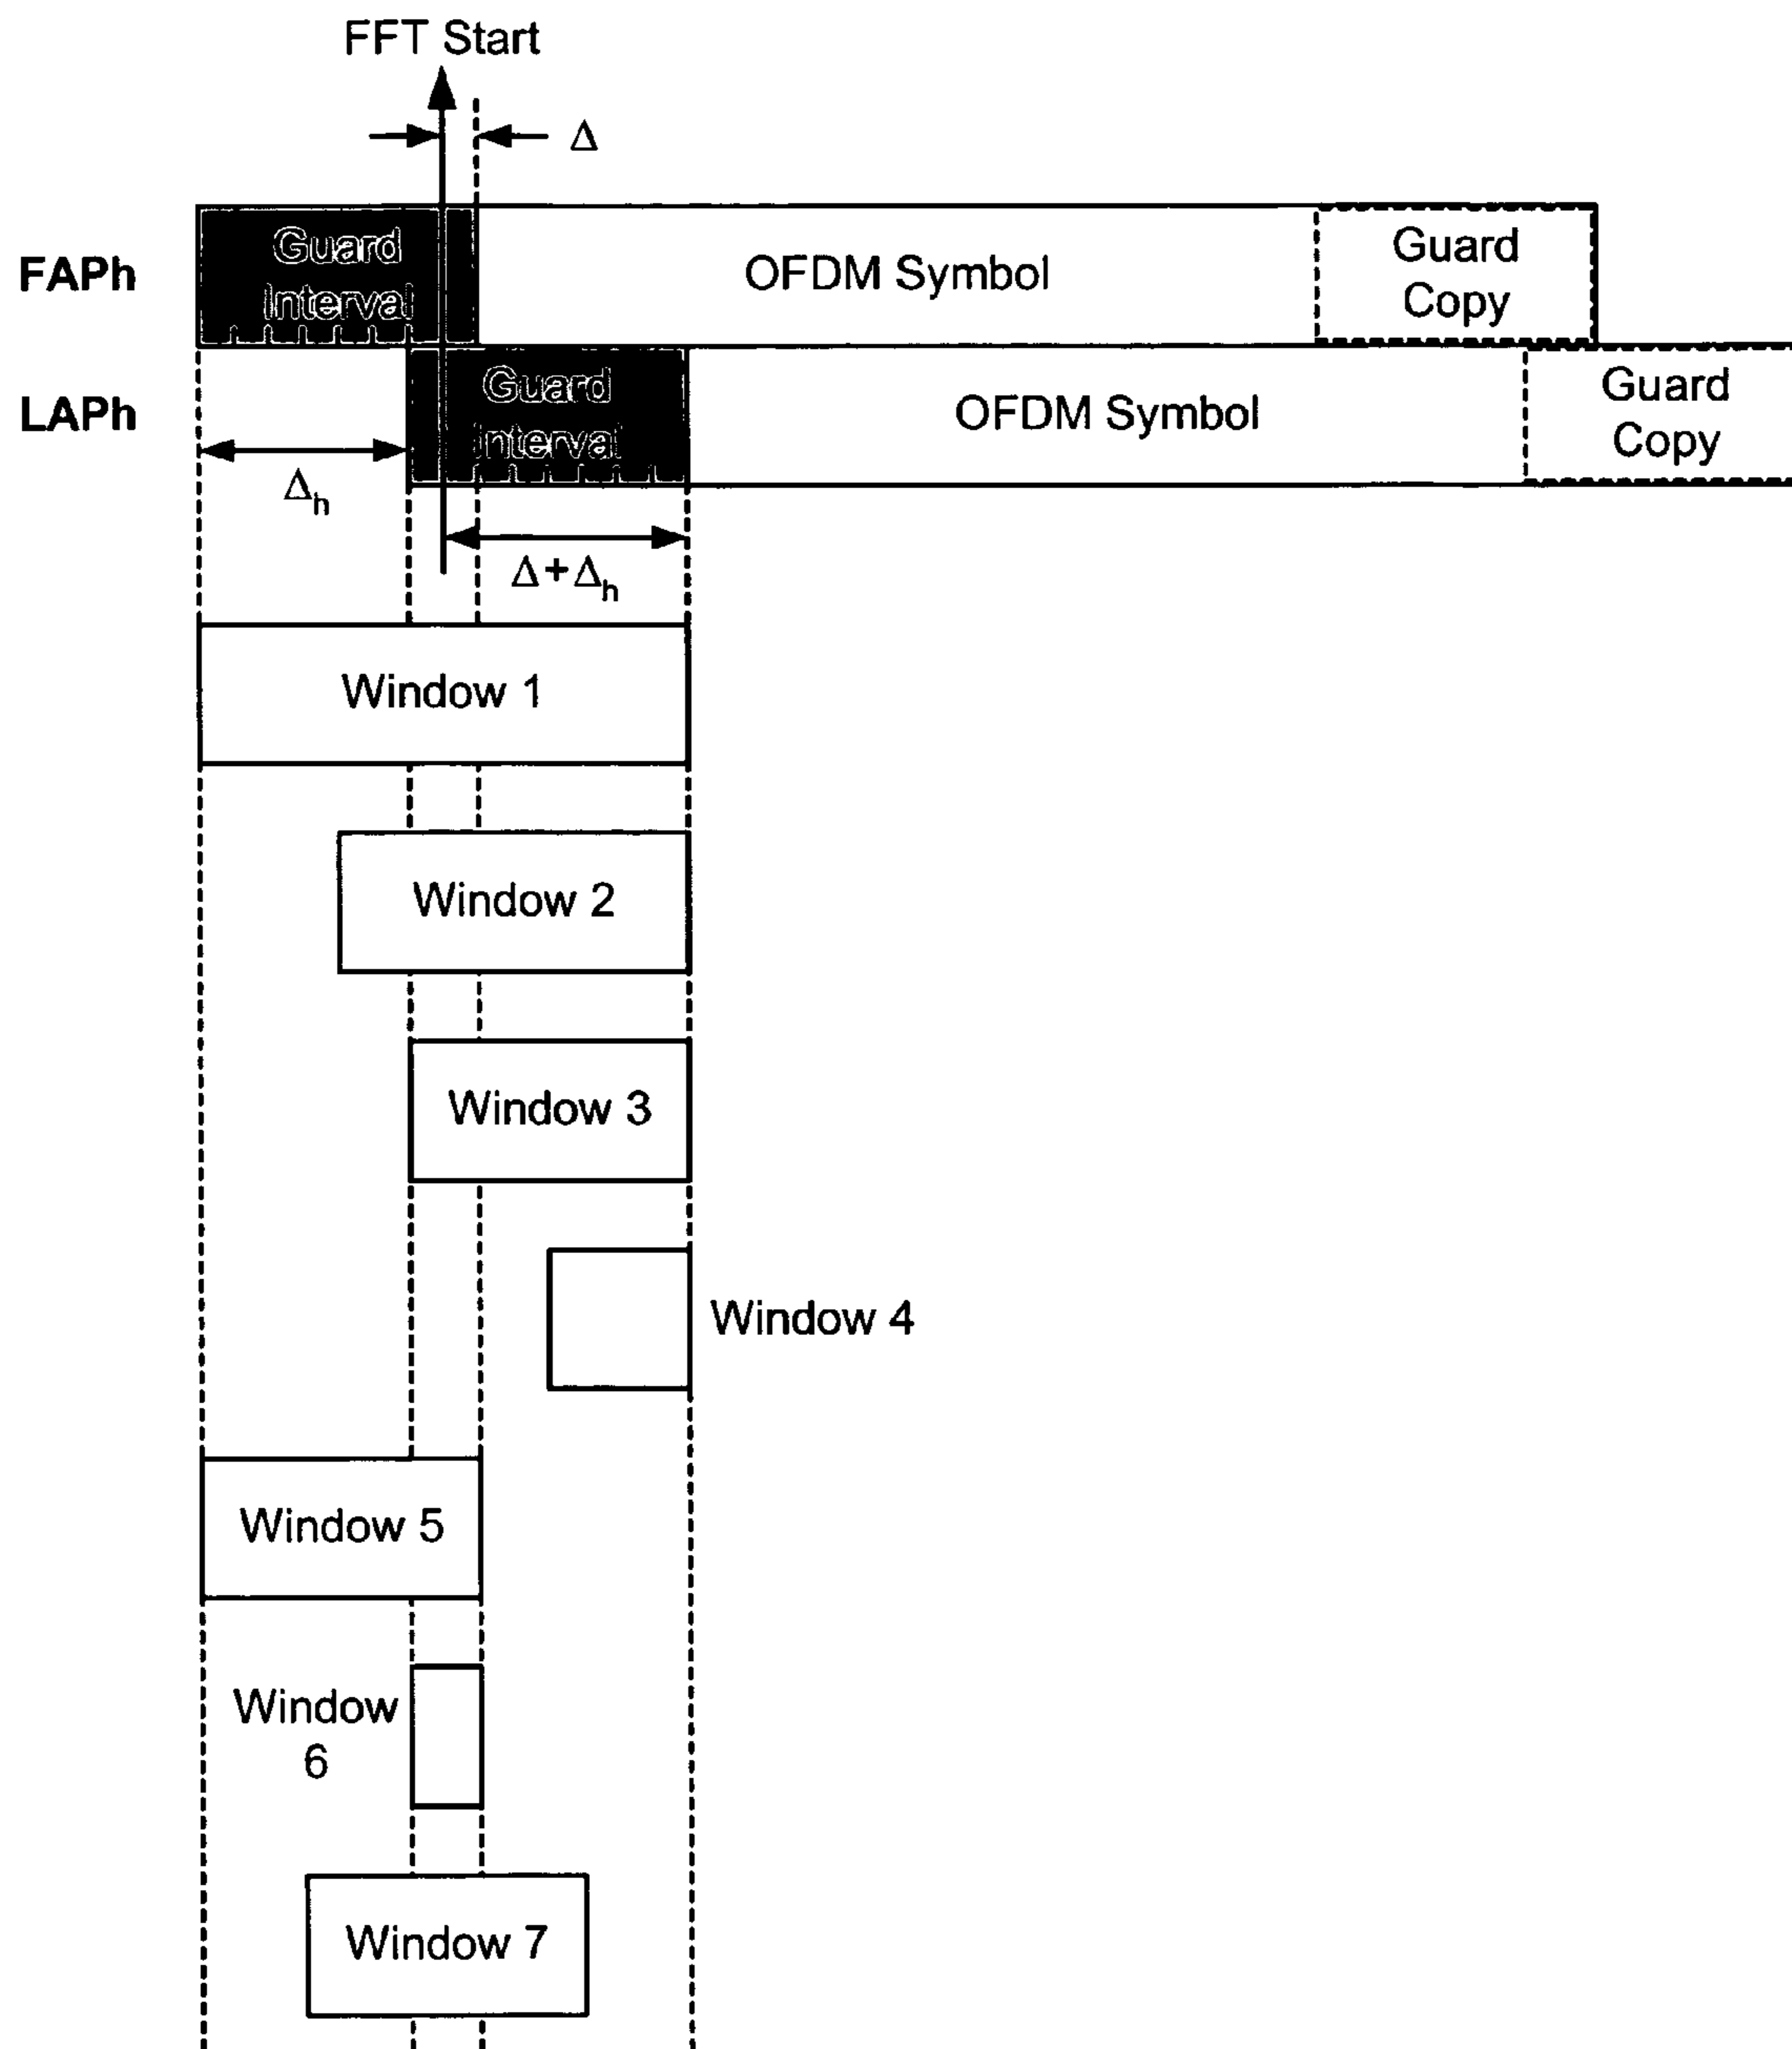 FFT Start
Δ
FAPh
Guard
Interval
OFDM Symbol
Guard
Copy
LAPh
Guard
Interval
OFDM Symbol
Guard
Copy
Δh
Δ+Δh
Window 1
Window 2
Window 3
Window 4
Window 5
Window
6
Window 7